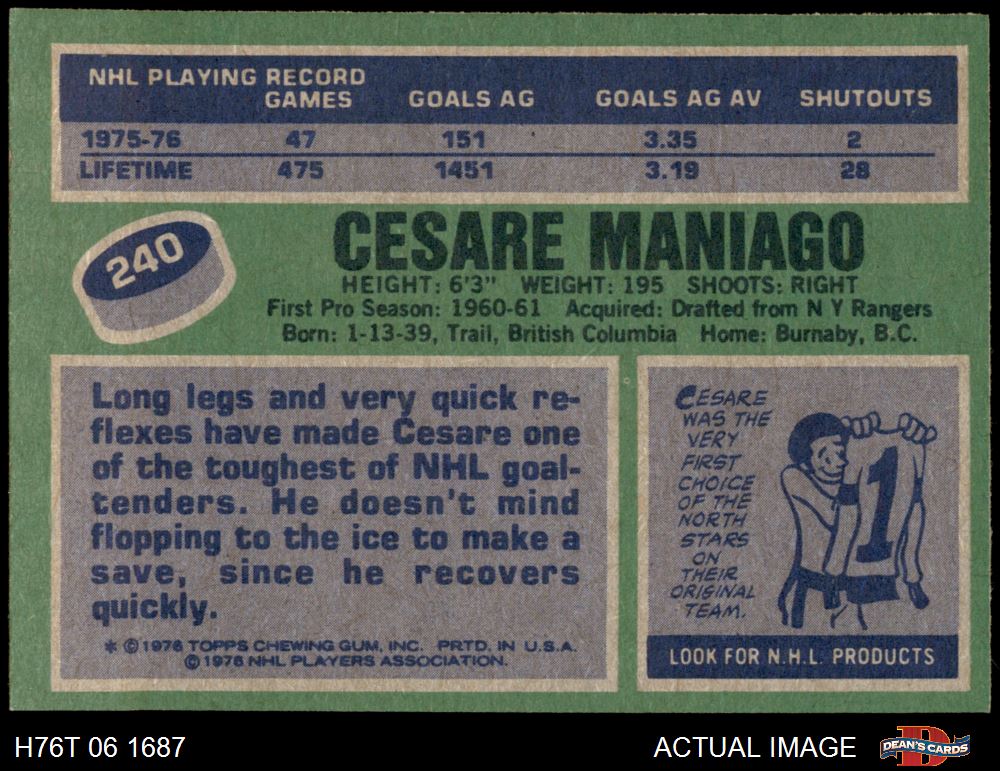 NHL PLAYING RECORD
GAMES GOALS AG GOALS AG AV SHUTOUTS
1975-76 47 151 3.35 2
LIFETIME 475 1451 3.19 28
240
CESARE MANIAGO
HEIGHT: 6'3" WEIGHT: 195 SHOOTS: RIGHT
First Pro Season: 1960-61 Acquired: Drafted from N Y Rangers
Born: 1-13-39, Trail, British Columbia Home: Burnaby, B.C.
Long legs and very quick re-
flexes have made Cesare one
of the toughest of NHL goal-
tenders. He doesn't mind
flopping to the ice to make a
save, since he recovers
quickly.
* © 1976 TOPPS CHEWING GUM, INC. PRTD. IN U.S.A.
© 1976 NHL PLAYERS ASSOCIATION.
CESARE
WAS THE
VERY
FIRST
CHOICE
OF THE
NORTH
STARS
ON
THEIR
ORIGINAL
TEAM.
1
LOOK FOR N.H.L. PRODUCTS
H76T 06 1687
ACTUAL IMAGE
D
DEAN'S CARDS